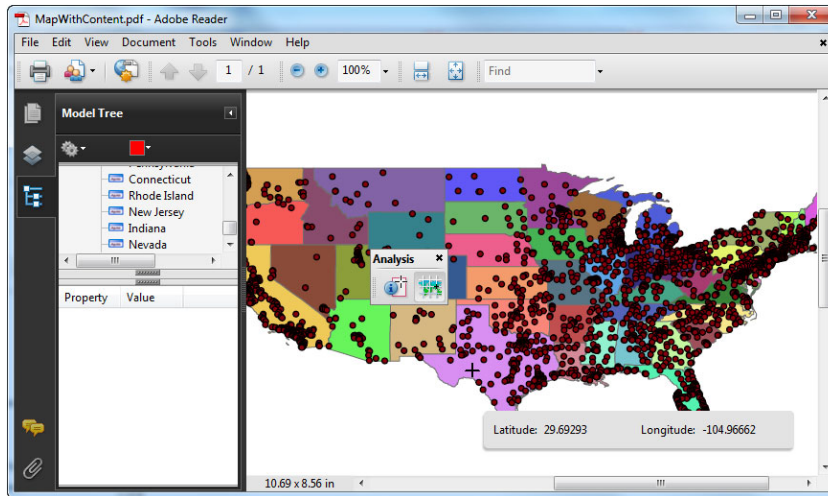 MapWithContent.pdf - Adobe Reader
File Edit View Document Tools Window Help
1 / 1 100% Find
Model Tree
Pennsylvania
Connecticut
Rhode Island
New Jersey
Indiana
Nevada
Property Value
Analysis
Latitude: 29.69293 Longitude: -104.96662
10.69 x 8.56 in